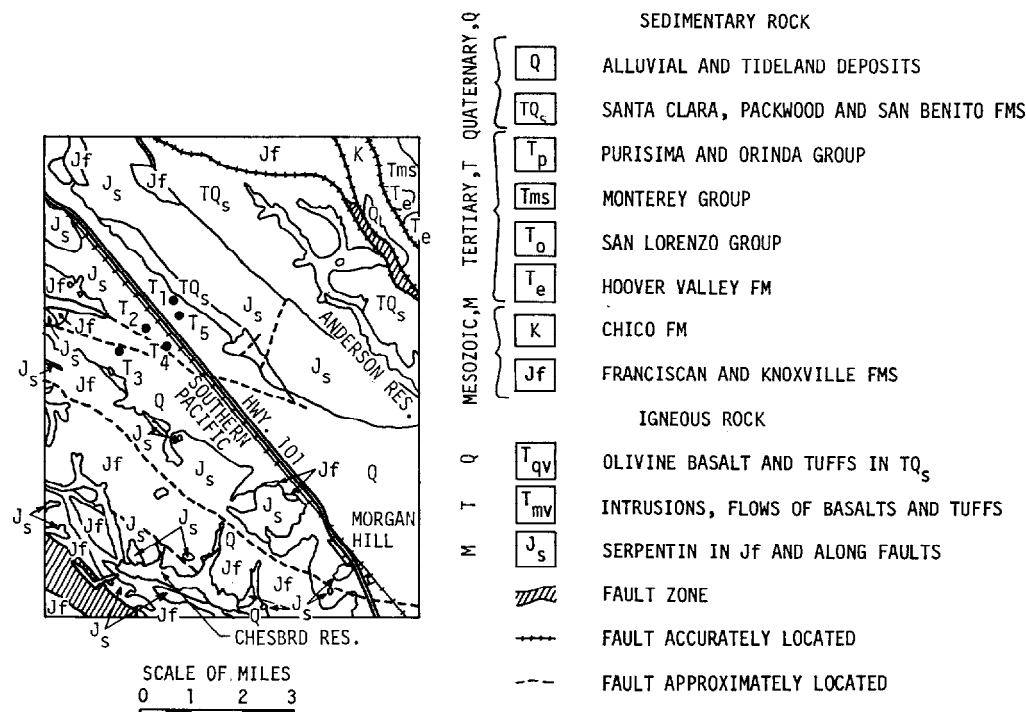 SEDIMENTARY ROCK
QUATERNARY, Q
Q ALLUVIAL AND TIDELAND DEPOSITS
TQs SANTA CLARA, PACKWOOD AND SAN BENITO FMS
TERTIARY, T
Tp PURISIMA AND ORINDA GROUP
Tms MONTEREY GROUP
To SAN LORENZO GROUP
Te HOOVER VALLEY FM
MESOZOIC, M
K CHICO FM
Jf FRANCISCAN AND KNOXVILLE FMS
IGNEOUS ROCK
Q Tqv OLIVINE BASALT AND TUFFS IN TQs
T Tmv INTRUSIONS, FLOWS OF BASALTS AND TUFFS
M Js SERPENTIN IN Jf AND ALONG FAULTS
FAULT ZONE
FAULT ACCURATELY LOCATED
FAULT APPROXIMATELY LOCATED
Jf
Jf
K
Tms
Js
Jf
TQs
Te
Q
Te
Js
Js
Jf
T1
TQs
TQs
T2
T5
Js
Jf
T4
ANDERSON RES.
Js
T3
Js
Js
Jf
Q
SOUTHERN
PACIFIC
HWY. 101
Js
Jf
Js
Jf
Q
Js
Js
Js
Js
MORGAN
HILL
Jf
Q
Jf
Jf
Jf
Js
Js
Jf
Q
CHESBRD RES.
SCALE OF MILES
0 1 2 3